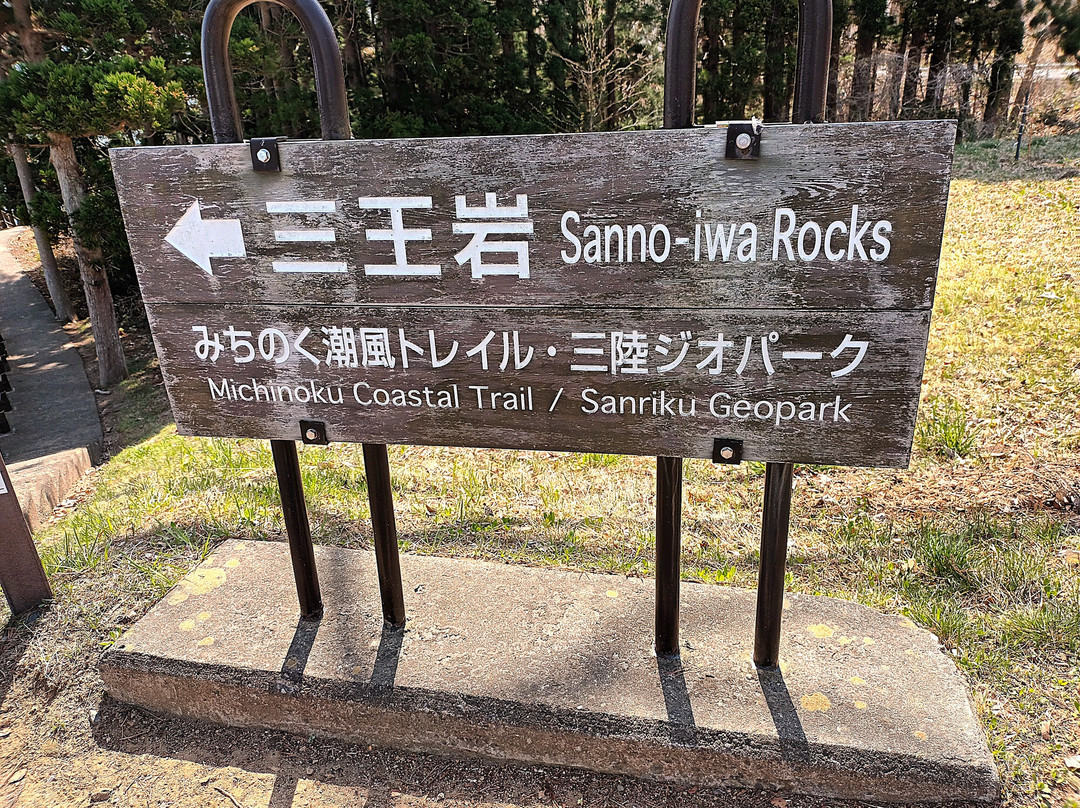 三王岩 Sanno-iwa Rocks
みちのく潮風トレイル・三陸ジオパーク
Michinoku Coastal Trail / Sanriku Geopark